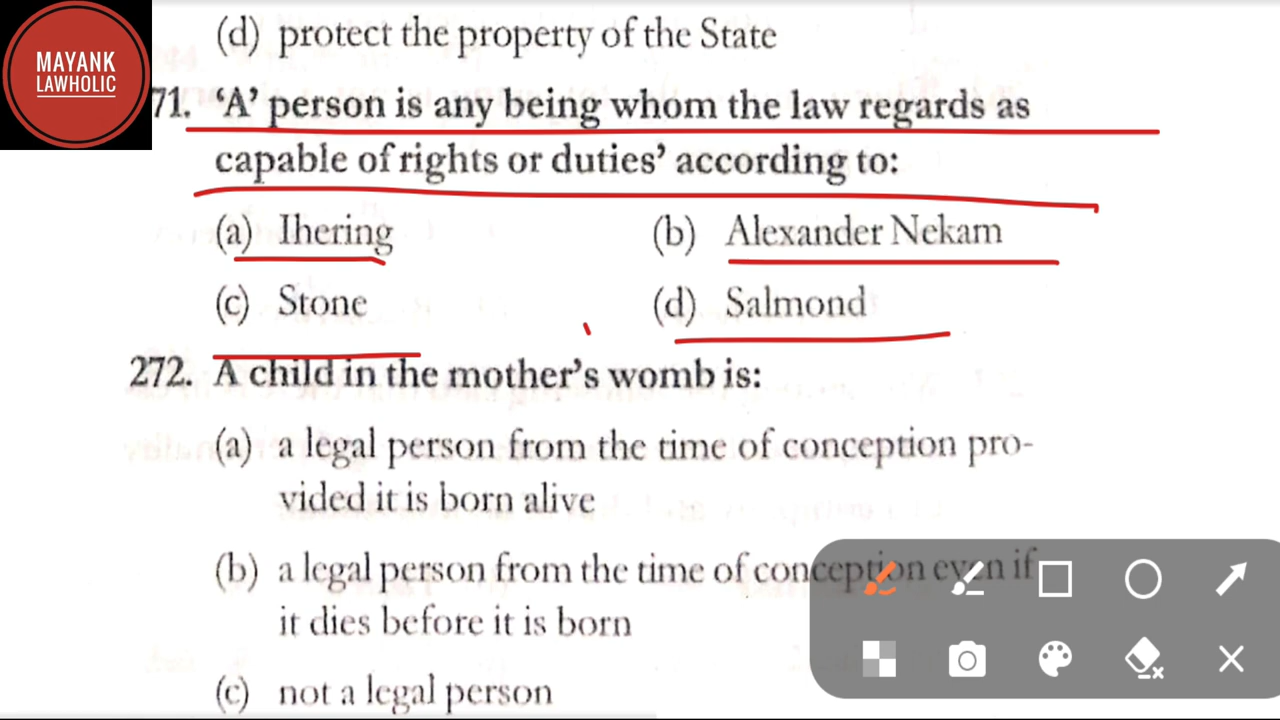 MAYANK
LAWHOLIC
(d) protect the property of the State
71. ‘A’ person is any being whom the law regards as
capable of rights or duties’ according to:
(a) Ihering (b) Alexander Nekam
(c) Stone (d) Salmond
272. A child in the mother’s womb is:
(a) a legal person from the time of conception pro-
vided it is born alive
(b) a legal person from the time of conception even if
it dies before it is born
(c) not a legal person